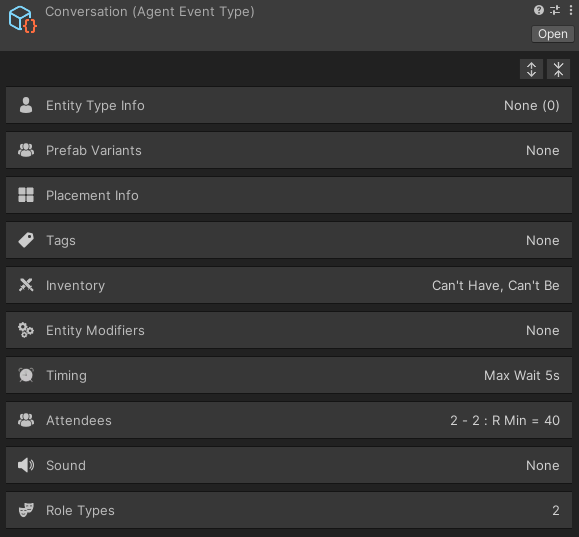 Conversation (Agent Event Type)
Open
Entity Type Info None (0)
Prefab Variants None
Placement Info
Tags None
Inventory Can't Have, Can't Be
Entity Modifiers None
Timing Max Wait 5s
Attendees 2 - 2 : R Min = 40
Sound None
Role Types 2